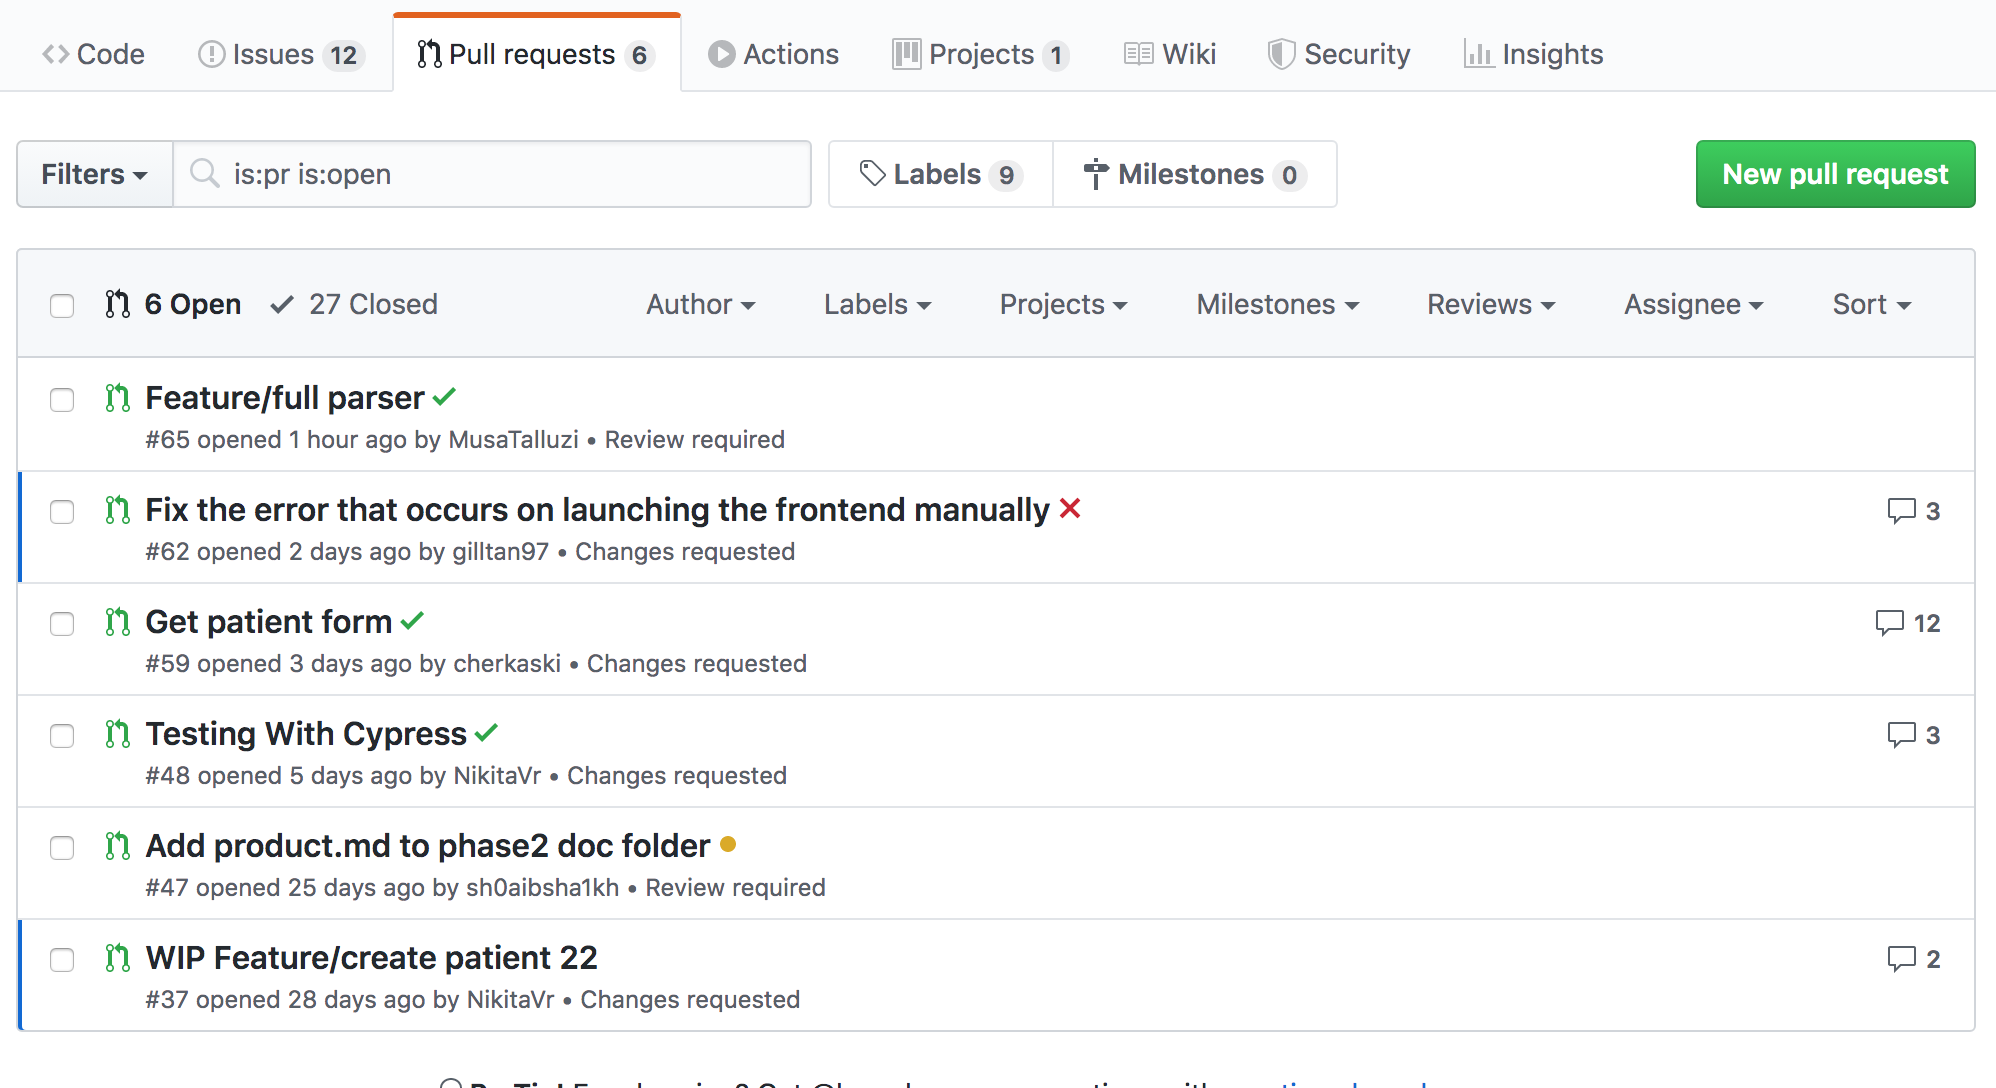 Code Issues 12 Pull requests 6 Actions Projects 1 Wiki Security Insights
Filters is:pr is:open Labels 9 Milestones 0 New pull request
6 Open 27 Closed Author Labels Projects Milestones Reviews Assignee Sort
Feature/full parser
#65 opened 1 hour ago by MusaTalluzi • Review required
Fix the error that occurs on launching the frontend manually
3
#62 opened 2 days ago by gilltan97 • Changes requested
Get patient form
12
#59 opened 3 days ago by cherkaski • Changes requested
Testing With Cypress
3
#48 opened 5 days ago by NikitaVr • Changes requested
Add product.md to phase2 doc folder
#47 opened 25 days ago by sh0aibsha1kh • Review required
WIP Feature/create patient 22
2
#37 opened 28 days ago by NikitaVr • Changes requested